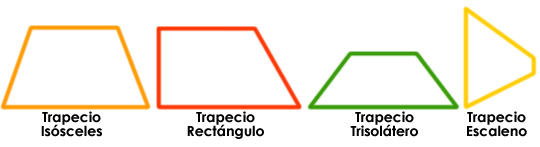 Trapecio
Isósceles
Trapecio
Rectángulo
Trapecio
Trisolátero
Trapecio
Escaleno